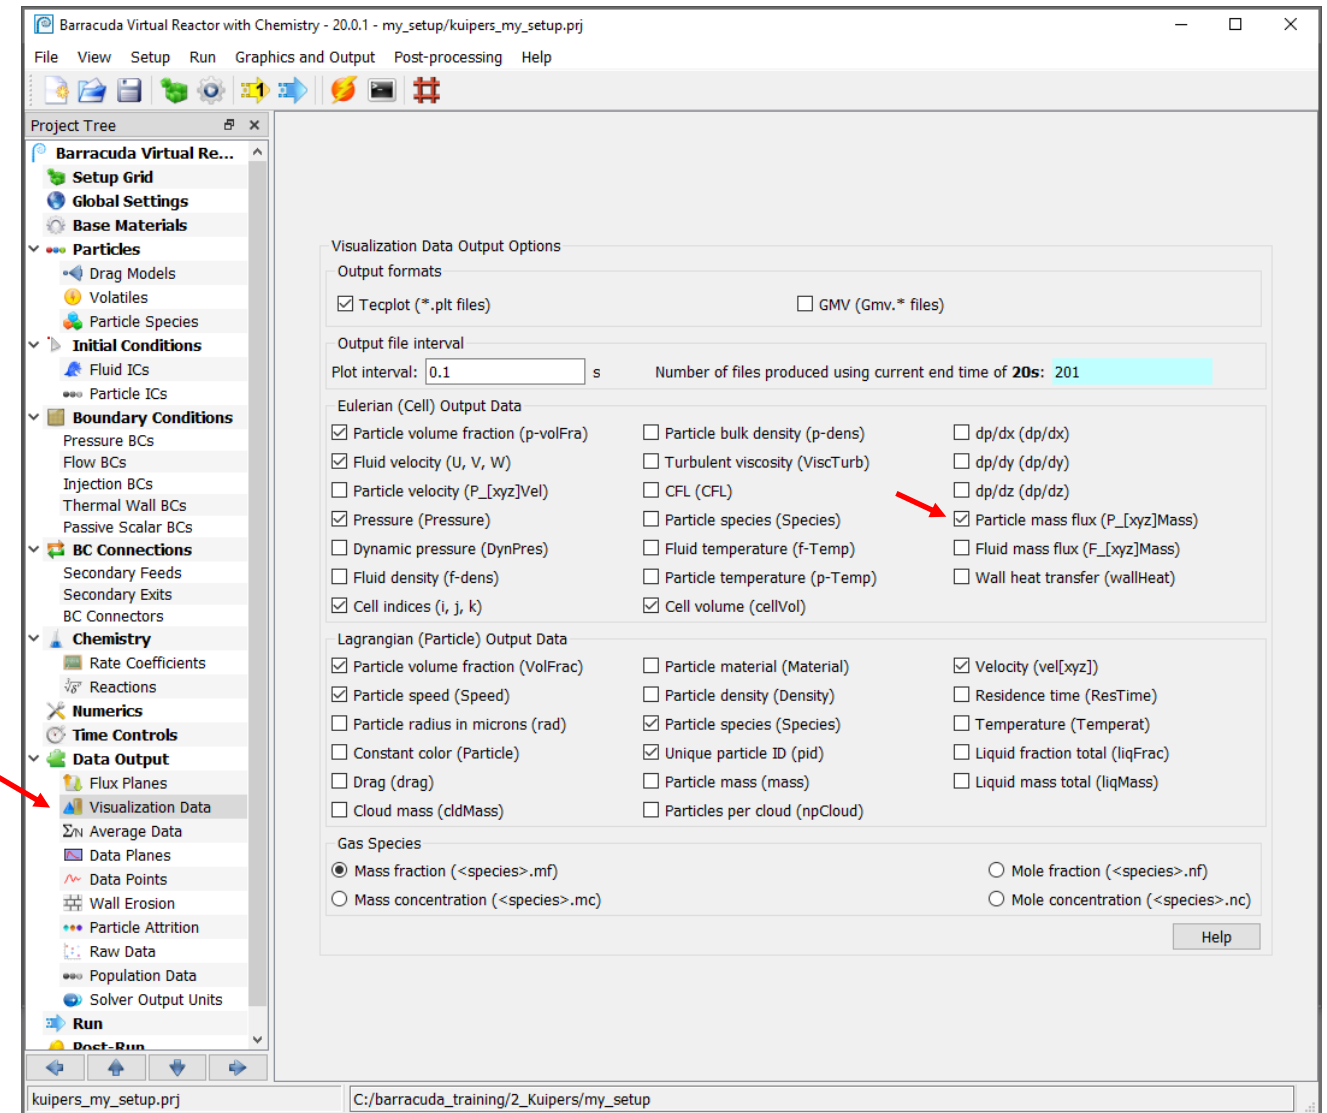 Barracuda Virtual Reactor with Chemistry - 20.0.1 - my_setup/kuipers_my_setup.prj
File View Setup Run Graphics and Output Post-processing Help
1
Project Tree
Barracuda Virtual Re...
Setup Grid
Global Settings
Base Materials
Particles
Drag Models
Volatiles
Particle Species
Initial Conditions
Fluid ICs
Particle ICs
Boundary Conditions
Pressure BCs
Flow BCs
Injection BCs
Thermal Wall BCs
Passive Scalar BCs
BC Connections
Secondary Feeds
Secondary Exits
BC Connectors
Chemistry
Rate Coefficients
Reactions
Numerics
Time Controls
Data Output
Flux Planes
Visualization Data
Σ/N Average Data
Data Planes
Data Points
Wall Erosion
Particle Attrition
Raw Data
Population Data
Solver Output Units
Run
Post-Run
Visualization Data Output Options
Output formats
Tecplot (*.plt files) GMV (Gmv.* files)
Output file interval
Plot interval: 0.1 s Number of files produced using current end time of 20s: 201
Eulerian (Cell) Output Data
Particle volume fraction (p-volFra) Particle bulk density (p-dens) dp/dx (dp/dx)
Fluid velocity (U, V, W) Turbulent viscosity (ViscTurb) dp/dy (dp/dy)
Particle velocity (P_[xyz]Vel) CFL (CFL) dp/dz (dp/dz)
Pressure (Pressure) Particle species (Species) Particle mass flux (P_[xyz]Mass)
Dynamic pressure (DynPres) Fluid temperature (f-Temp) Fluid mass flux (F_[xyz]Mass)
Fluid density (f-dens) Particle temperature (p-Temp) Wall heat transfer (wallHeat)
Cell indices (i, j, k) Cell volume (cellVol)
Lagrangian (Particle) Output Data
Particle volume fraction (VolFrac) Particle material (Material) Velocity (vel[xyz])
Particle speed (Speed) Particle density (Density) Residence time (ResTime)
Particle radius in microns (rad) Particle species (Species) Temperature (Temperat)
Constant color (Particle) Unique particle ID (pid) Liquid fraction total (liqFrac)
Drag (drag) Particle mass (mass) Liquid mass total (liqMass)
Cloud mass (cldMass) Particles per cloud (npCloud)
Gas Species
Mass fraction (<species>.mf) Mole fraction (<species>.nf)
Mass concentration (<species>.mc) Mole concentration (<species>.nc)
Help
kuipers_my_setup.prj C:/barracuda_training/2_Kuipers/my_setup